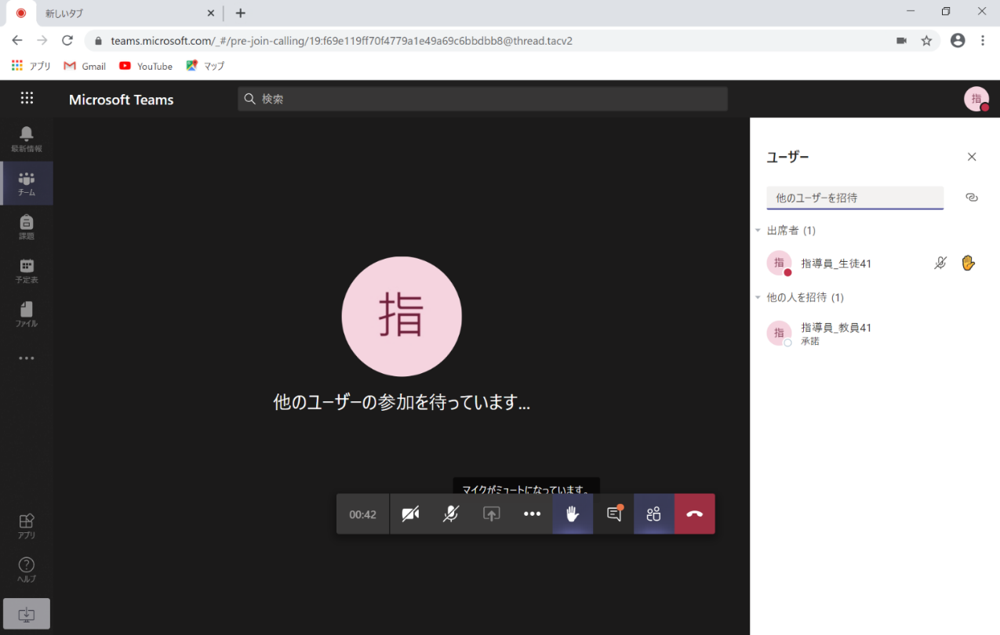 新しいタブ
teams.microsoft.com/_#/pre-join-calling/19:f69e119ff70f4779a1e49a69c6bbdbb8@thread.tacv2
アプリ Gmail YouTube マップ
Microsoft Teams
検索
指
最新情報
チーム
課題
予定表
ファイル
アプリ
ヘルプ
指
他のユーザーの参加を待っています...
マイクがミュートになっています。
00:42
ユーザー
他のユーザーを招待
出席者 (1)
指 指導員_生徒41
他の人を招待 (1)
指 指導員_教員41
承諾